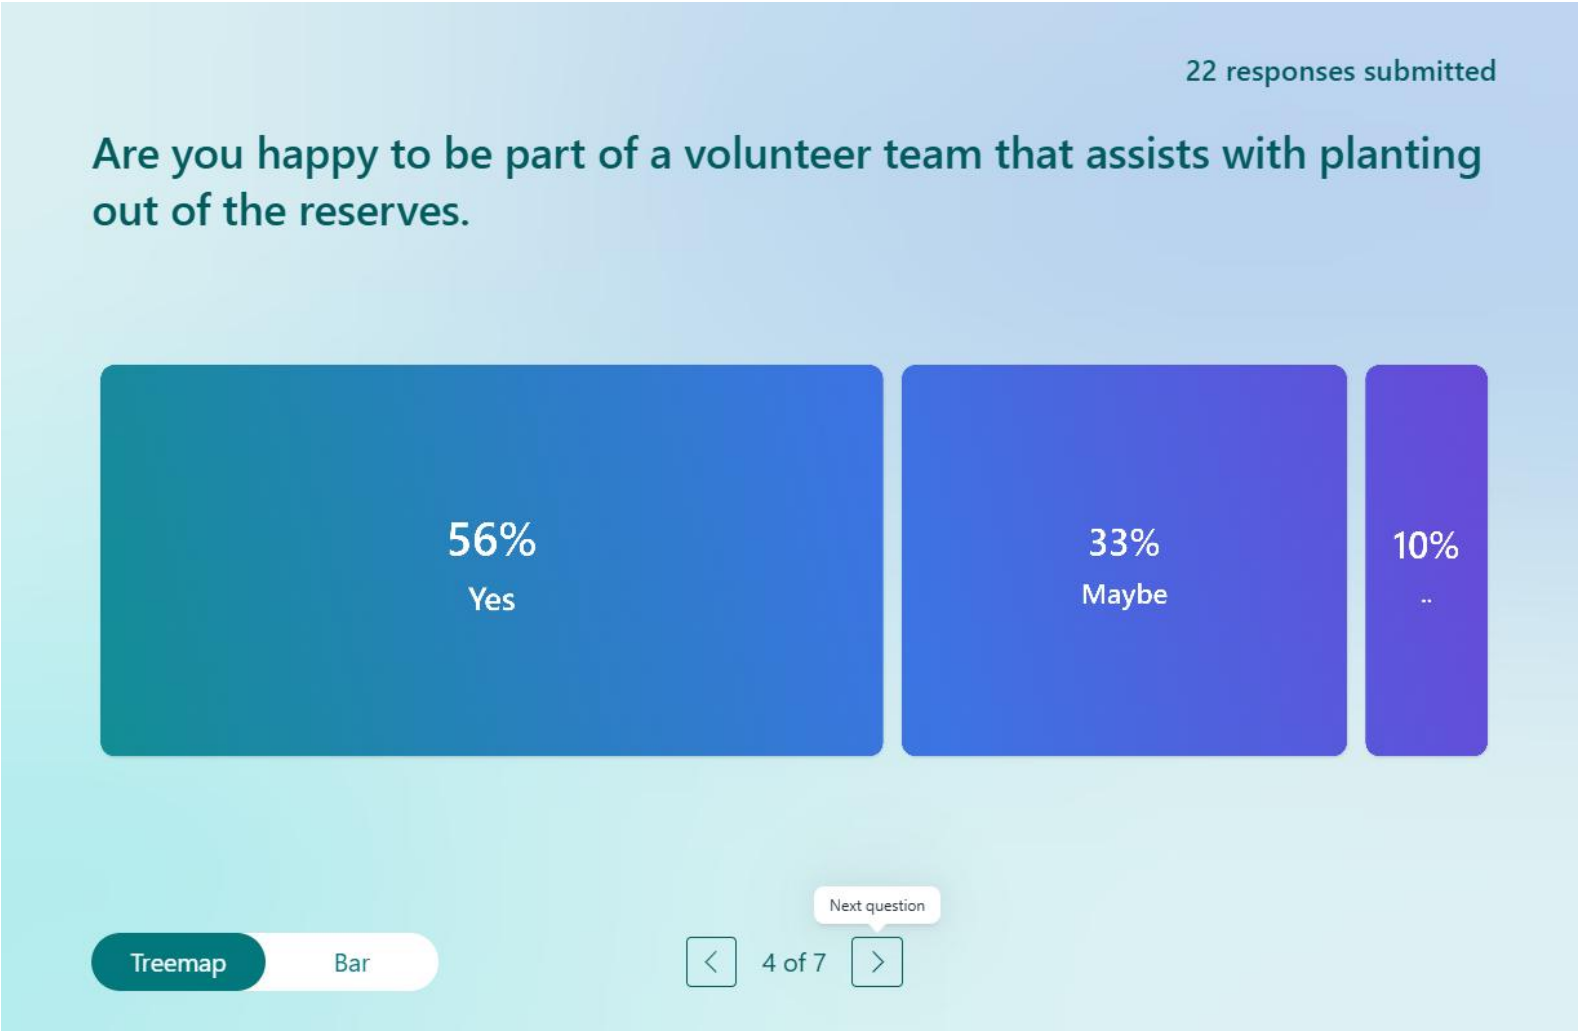 22 responses submitted
Are you happy to be part of a volunteer team that assists with planting
out of the reserves.
56%
Yes
33%
Maybe
10%
..
Next question
Treemap
Bar
4 of 7